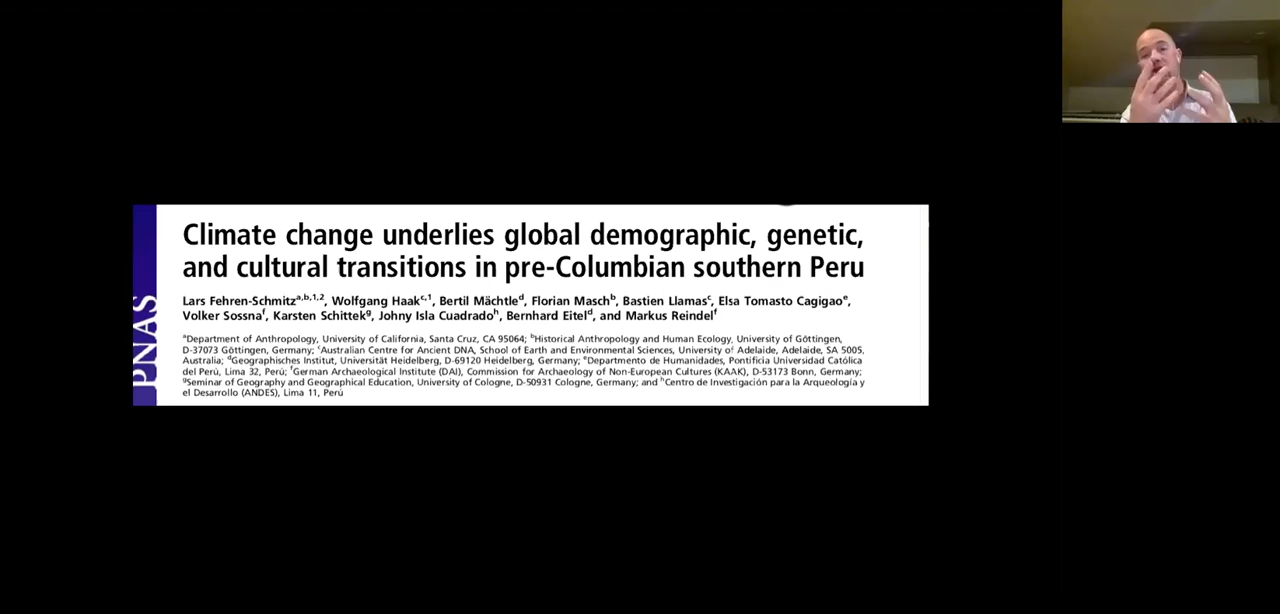 PNAS
Climate change underlies global demographic, genetic,
and cultural transitions in pre-Columbian southern Peru
Lars Fehren-Schmitzᵃ,ᵇ,¹,², Wolfgang Haakᶜ,¹, Bertil Mächtleᵈ, Florian Maschᵇ, Bastien Llamasᶜ, Elsa Tomasto Cagigaoᵉ,
Volker Sossnaᶠ, Karsten Schittekᵍ, Johny Isla Cuadradoʰ, Bernhard Eitelᵈ, and Markus Reindelᶠ
ᵃDepartment of Anthropology, University of California, Santa Cruz, CA 95064; ᵇHistorical Anthropology and Human Ecology, University of Göttingen,
D-37073 Göttingen, Germany; ᶜAustralian Centre for Ancient DNA, School of Earth and Environmental Sciences, University of Adelaide, Adelaide, SA 5005,
Australia; ᵈGeographisches Institut, Universität Heidelberg, D-69120 Heidelberg, Germany; ᵉDepartmento de Humanidades, Pontificia Universidad Católica
del Perú, Lima 32, Perú; ᶠGerman Archaeological Institute (DAI), Commission for Archaeology of Non-European Cultures (KAAK), D-53173 Bonn, Germany;
ᵍSeminar of Geography and Geographical Education, University of Cologne, D-50931 Cologne, Germany; and ʰCentro de Investigación para la Arqueología y
el Desarrollo (ANDES), Lima 11, Perú